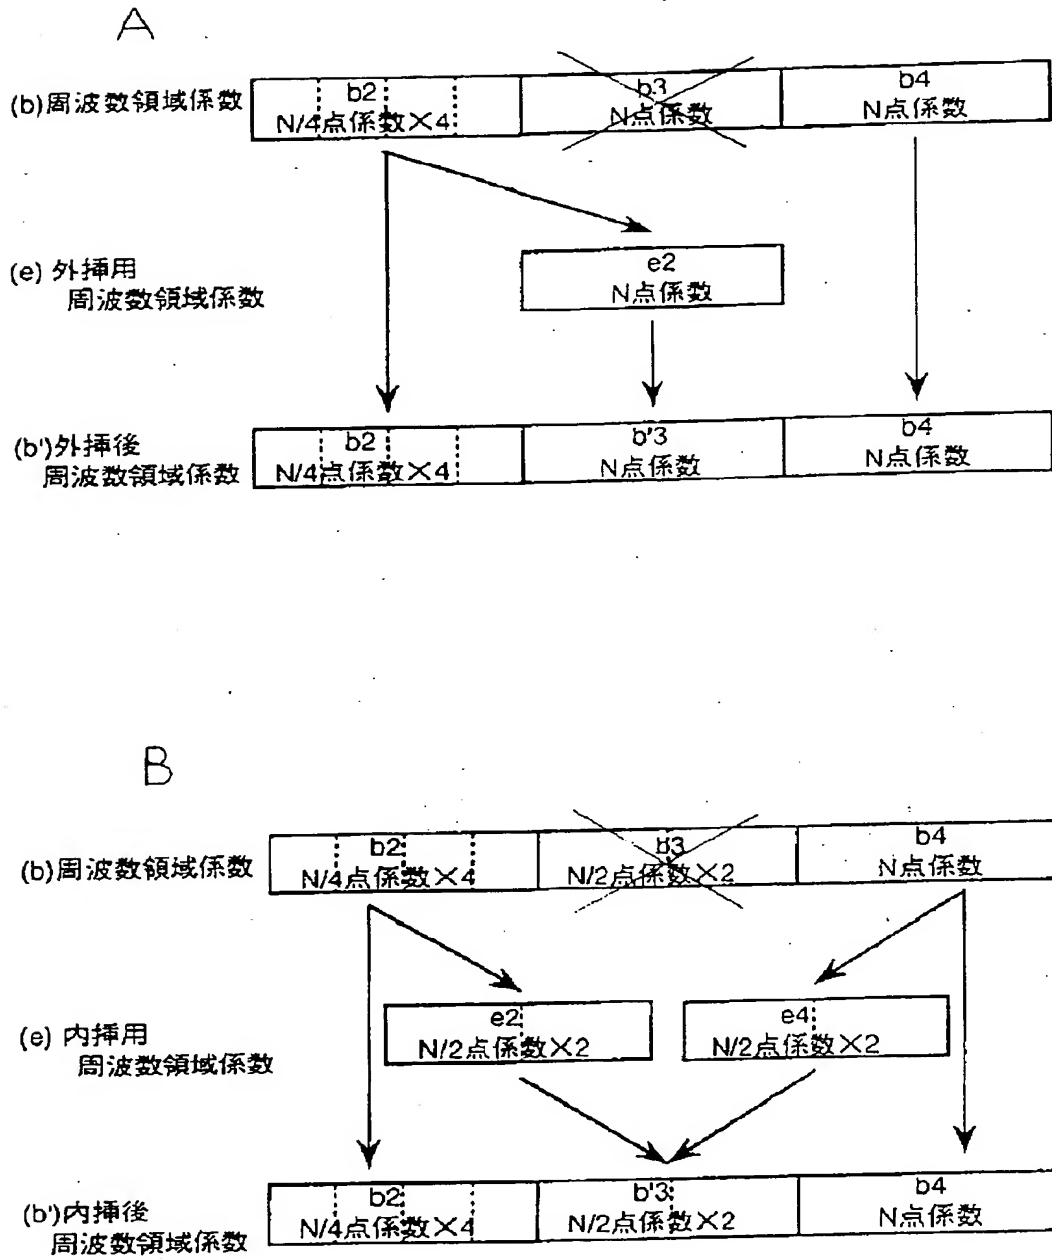 A
(b)周波数領域係数
b2
N/4点係数×4
b3
N点係数
b4
N点係数
(e) 外挿用
周波数領域係数
e2
N点係数
(b')外挿後
周波数領域係数
b2
N/4点係数×4
b'3
N点係数
b4
N点係数
B
(b)周波数領域係数
b2
N/4点係数×4
b3
N/2点係数×2
b4
N点係数
(e) 内挿用
周波数領域係数
e2
N/2点係数×2
e4
N/2点係数×2
(b')内挿後
周波数領域係数
b2
N/4点係数×4
b'3
N/2点係数×2
b4
N点係数